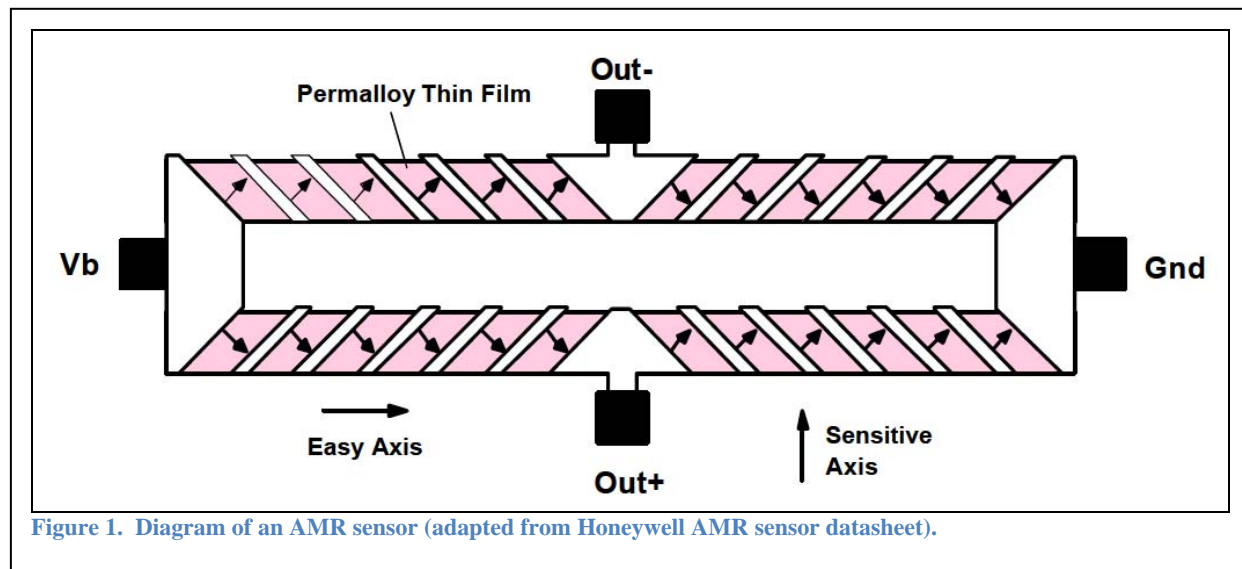 Out-
Permalloy Thin Film
Vb
Gnd
Easy Axis
Sensitive
Axis
Out+
Figure 1.  Diagram of an AMR sensor (adapted from Honeywell AMR sensor datasheet).